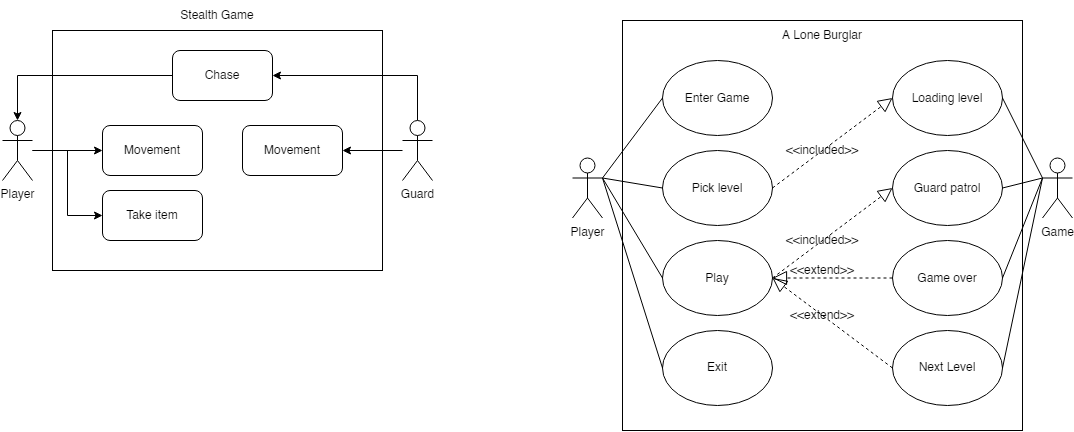 Stealth Game
Chase
Movement
Movement
Take item
Player
Guard
A Lone Burglar
Enter Game
Loading level
<<included>>
Pick level
Guard patrol
Player
Game
<<included>>
<<extend>>
Play
Game over
<<extend>>
Exit
Next Level